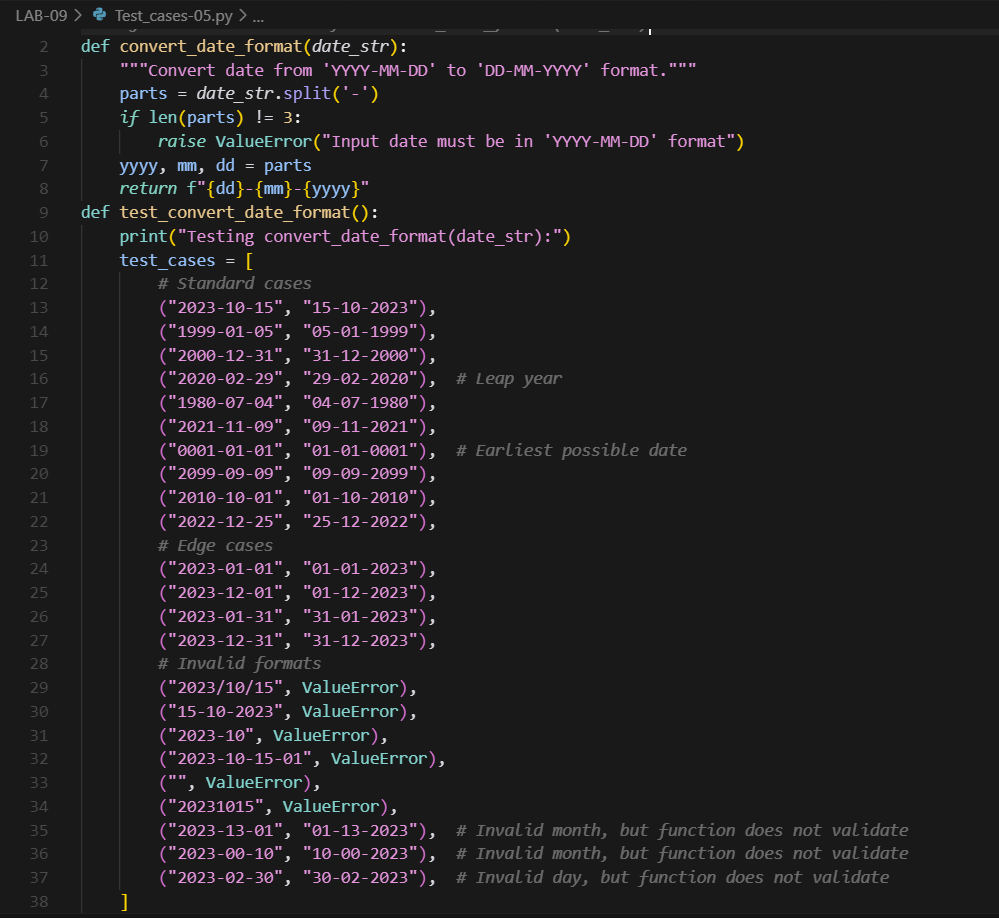 LAB-09 > Test_cases-05.py > ...
2 def convert_date_format(date_str):
3     """Convert date from 'YYYY-MM-DD' to 'DD-MM-YYYY' format."""
4     parts = date_str.split('-')
5     if len(parts) != 3:
6         raise ValueError("Input date must be in 'YYYY-MM-DD' format")
7     yyyy, mm, dd = parts
8     return f"{dd}-{mm}-{yyyy}"
9 def test_convert_date_format():
10     print("Testing convert_date_format(date_str):")
11     test_cases = [
12         # Standard cases
13         ("2023-10-15", "15-10-2023"),
14         ("1999-01-05", "05-01-1999"),
15         ("2000-12-31", "31-12-2000"),
16         ("2020-02-29", "29-02-2020"),  # Leap year
17         ("1980-07-04", "04-07-1980"),
18         ("2021-11-09", "09-11-2021"),
19         ("0001-01-01", "01-01-0001"),  # Earliest possible date
20         ("2099-09-09", "09-09-2099"),
21         ("2010-10-01", "01-10-2010"),
22         ("2022-12-25", "25-12-2022"),
23         # Edge cases
24         ("2023-01-01", "01-01-2023"),
25         ("2023-12-01", "01-12-2023"),
26         ("2023-01-31", "31-01-2023"),
27         ("2023-12-31", "31-12-2023"),
28         # Invalid formats
29         ("2023/10/15", ValueError),
30         ("15-10-2023", ValueError),
31         ("2023-10", ValueError),
32         ("2023-10-15-01", ValueError),
33         ("", ValueError),
34         ("20231015", ValueError),
35         ("2023-13-01", "01-13-2023"),  # Invalid month, but function does not validate
36         ("2023-00-10", "10-00-2023"),  # Invalid month, but function does not validate
37         ("2023-02-30", "30-02-2023"),  # Invalid day, but function does not validate
38     ]